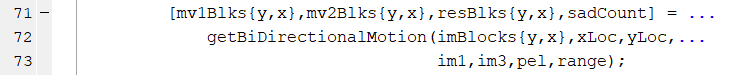 71 – [mv1Blks{y,x},mv2Blks{y,x},resBlks{y,x},sadCount] = ...
72 getBiDirectionalMotion(imBlocks{y,x},xLoc,yLoc,...
73 im1,im3,pel,range);